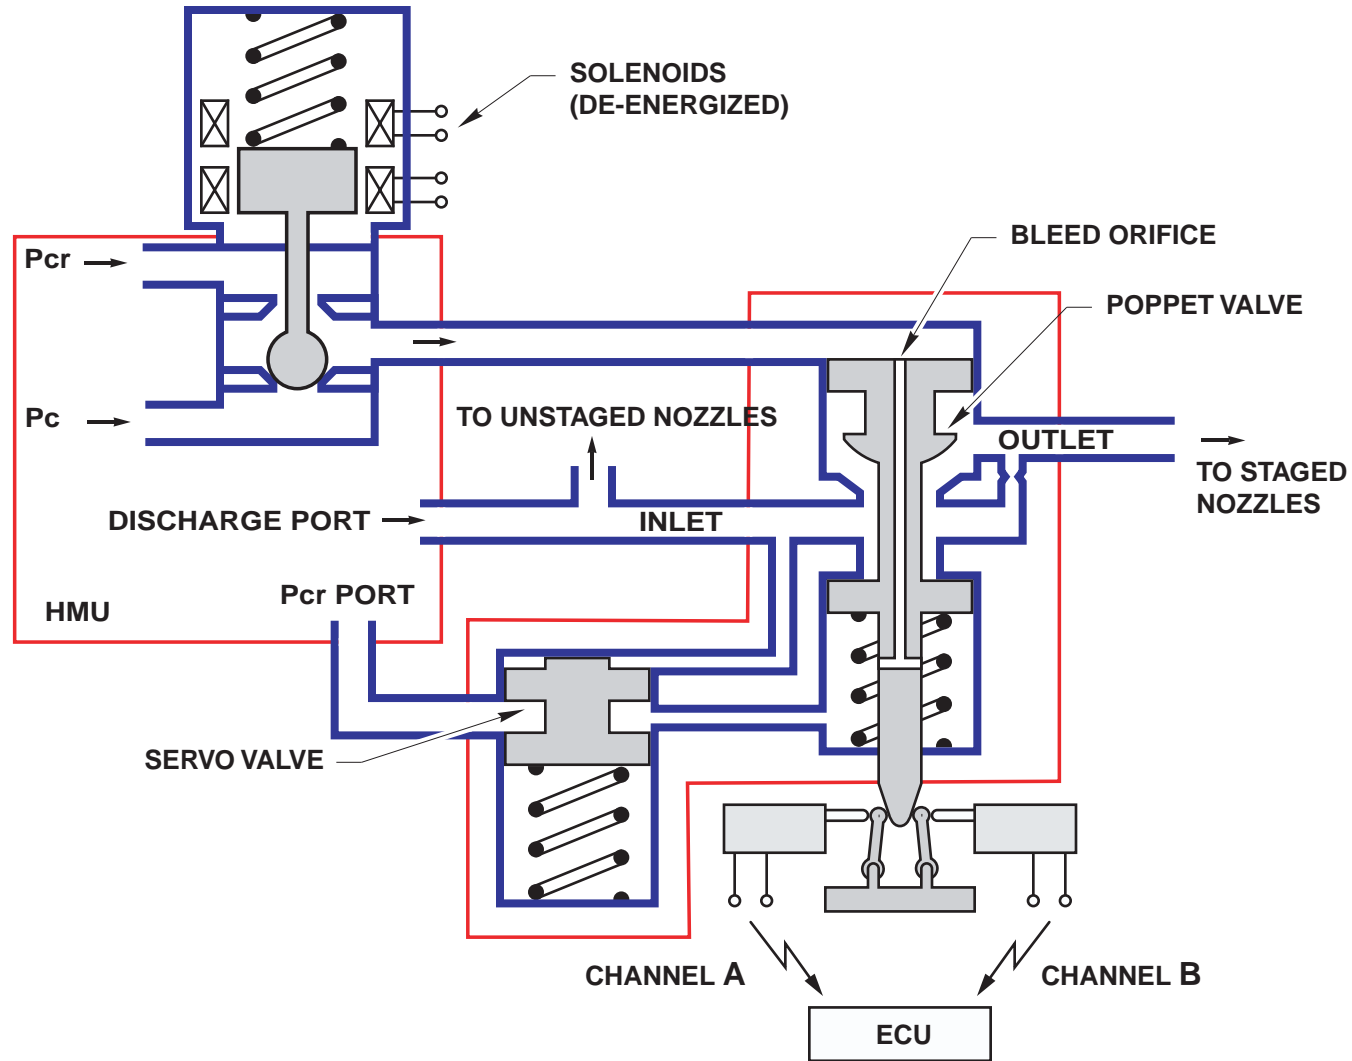 SOLENOIDS
(DE-ENERGIZED)
BLEED ORIFICE
Pcr
POPPET VALVE
Pc
TO UNSTAGED NOZZLES
OUTLET
TO STAGED
NOZZLES
DISCHARGE PORT
INLET
Pcr PORT
HMU
SERVO VALVE
CHANNEL A
CHANNEL B
ECU